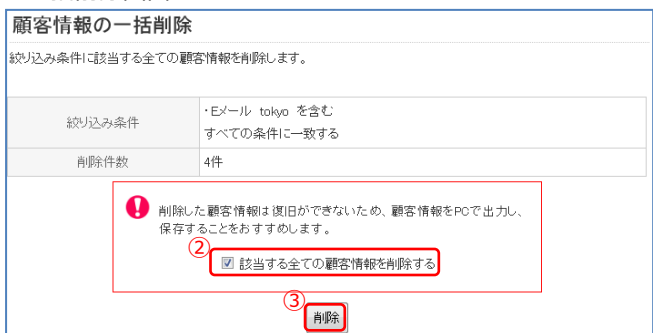 顧客情報の一括削除
絞り込み条件に該当する全ての顧客情報を削除します。
絞り込み条件
・Eメール tokyo を含む
すべての条件に一致する
削除件数
4件
削除した顧客情報は復旧ができないため、顧客情報をPCで出力し、
保存することをおすすめします。
②
該当する全ての顧客情報を削除する
③
削除